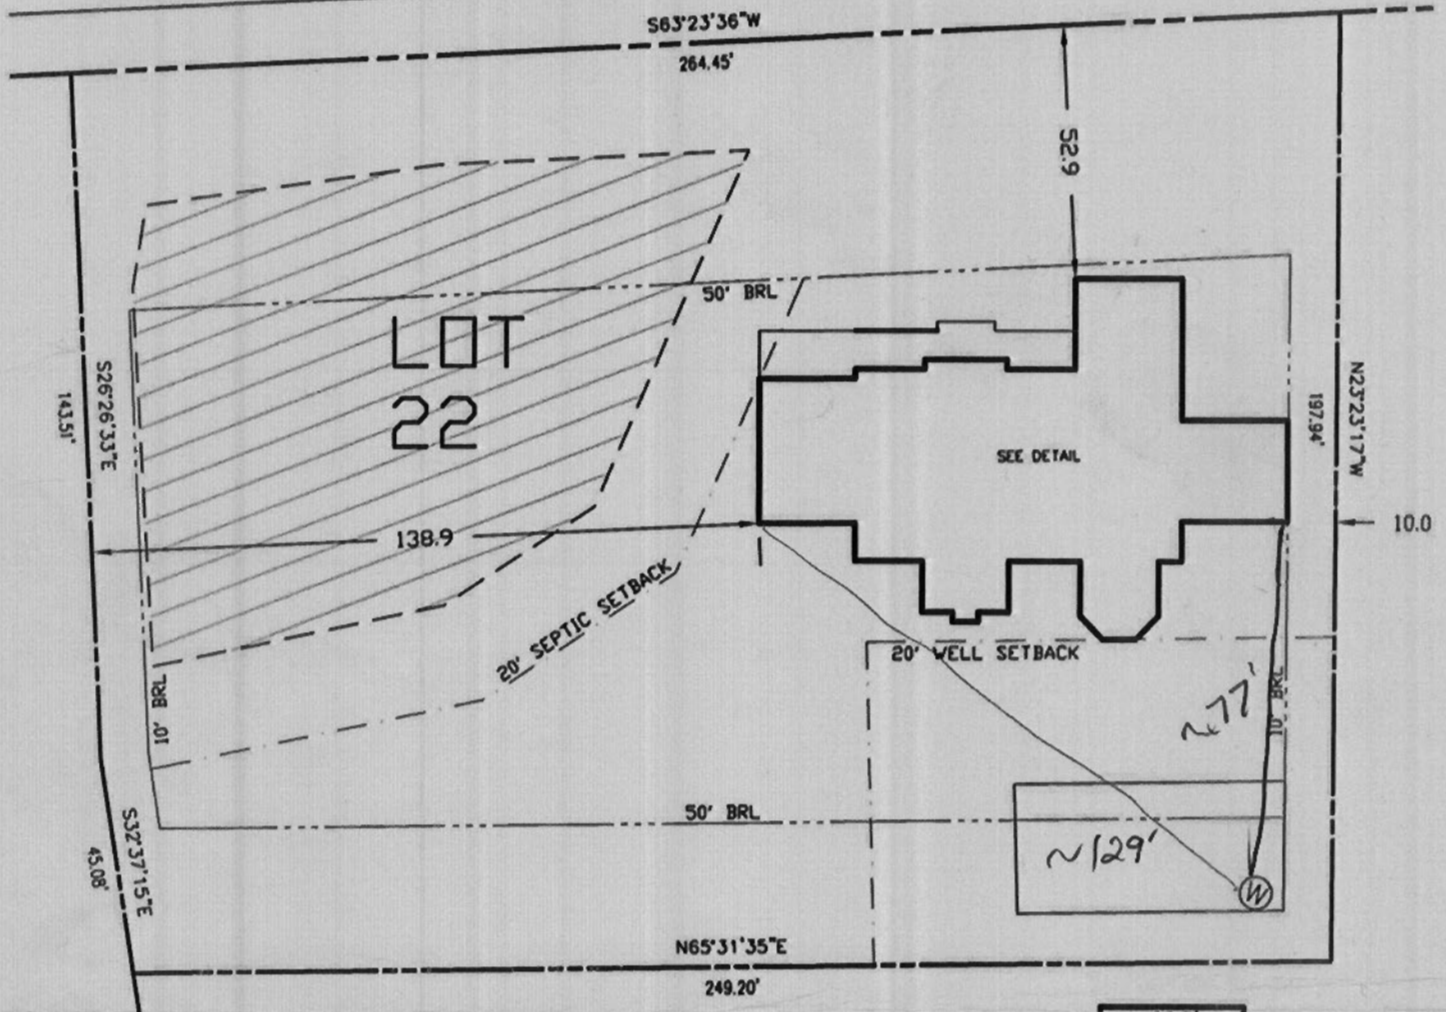 S63°23'36"W
264.45'
52.9
50' BRL
LOT
22
S26°26'33"E
143.51'
N23°23'17"W
197.94'
SEE DETAIL
138.9
10.0
20' SEPTIC SETBACK
20' WELL SETBACK
10' BRL
~77'
10' BRL
50' BRL
~129'
W
S32°37'15"E
45.08'
N65°31'35"E
249.20'